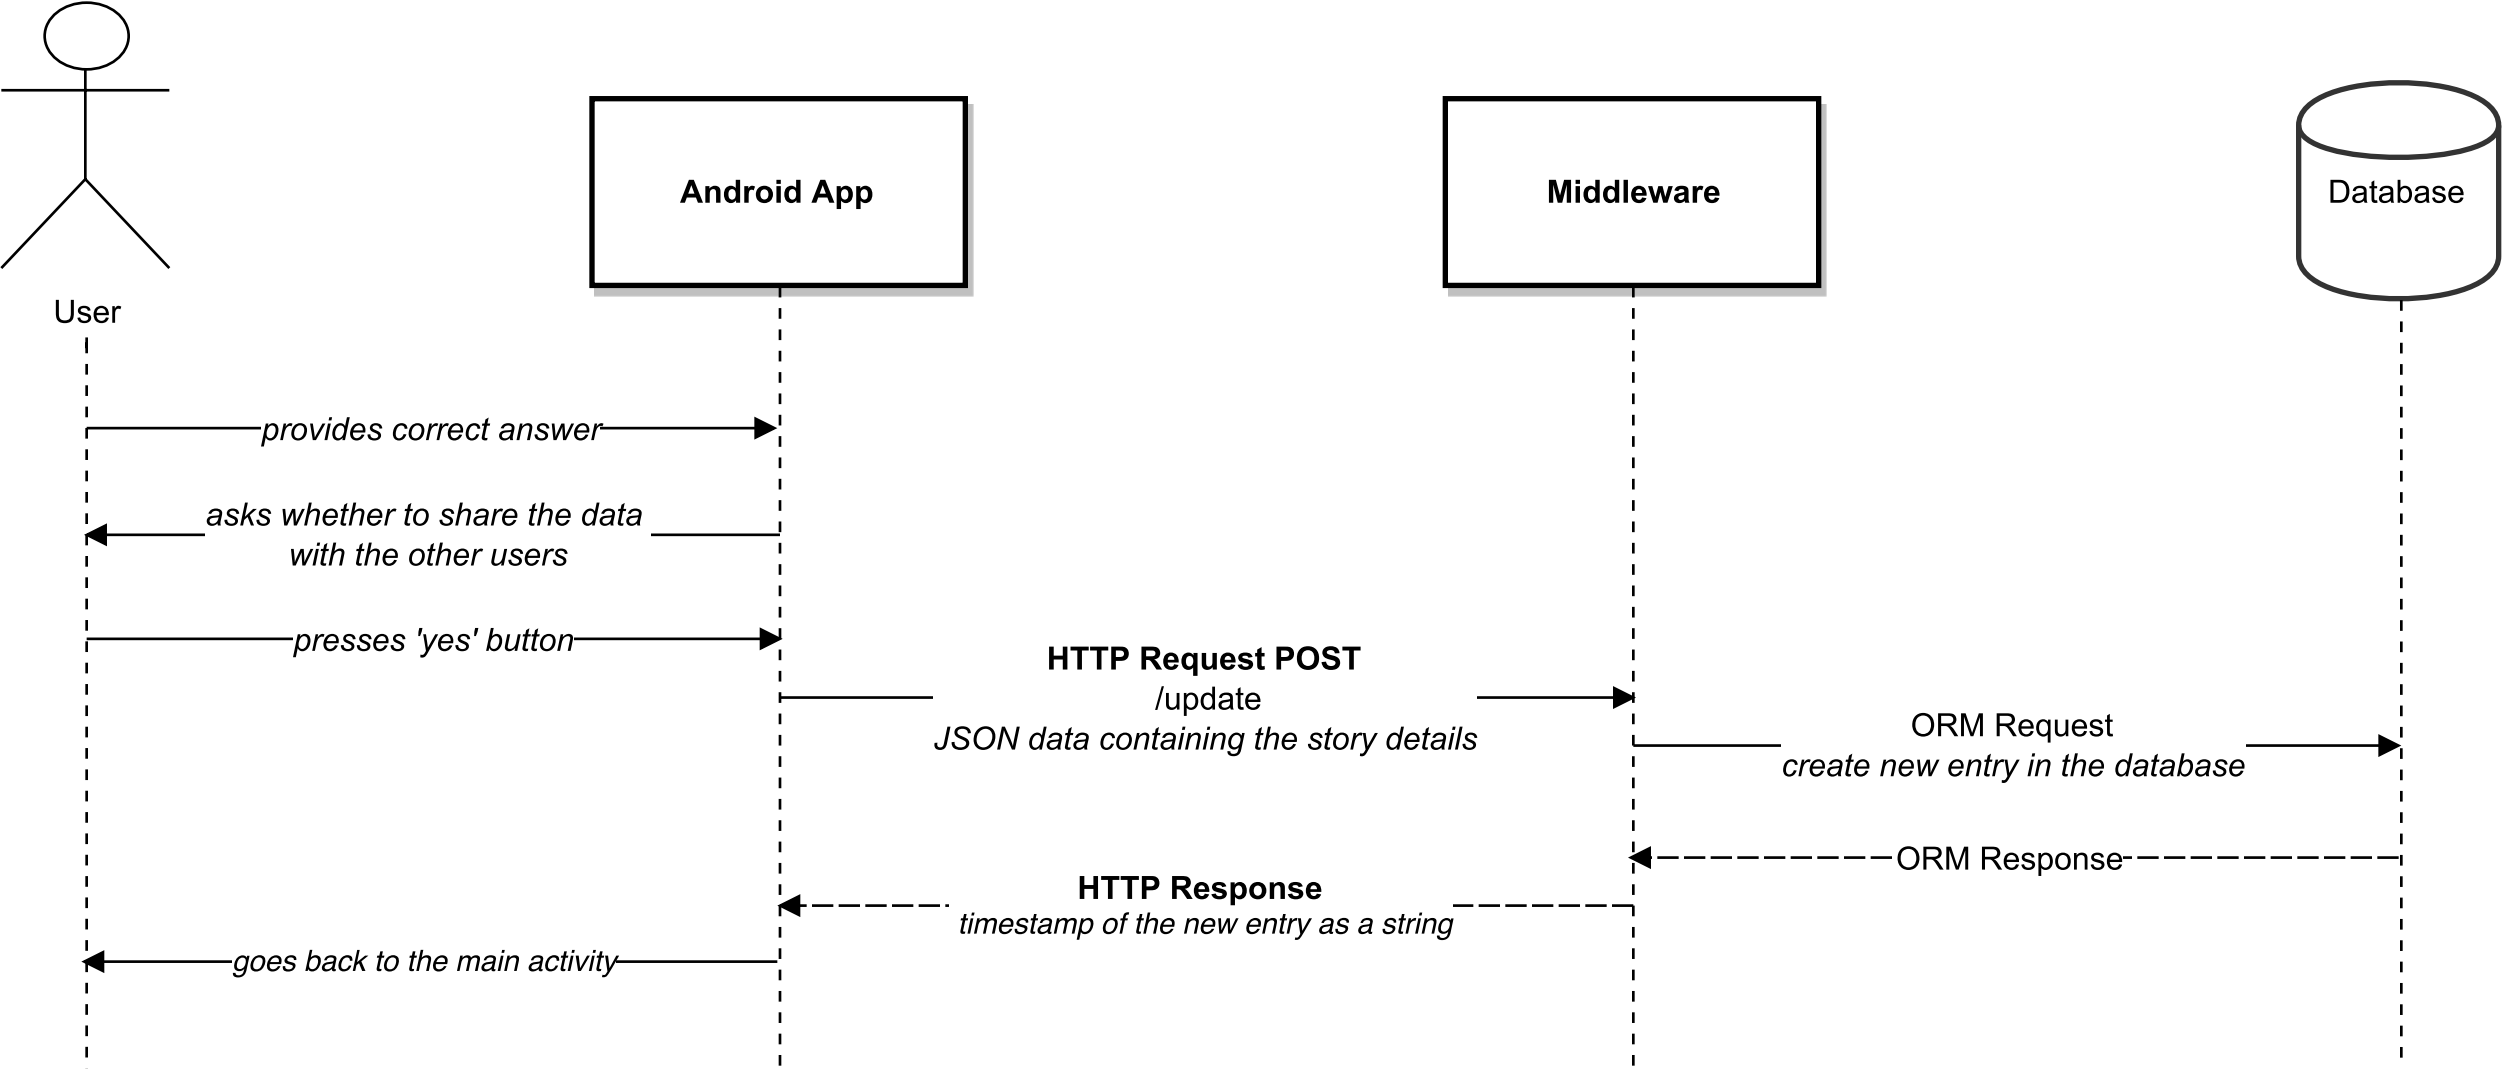 Android App
Middleware
Database
User
provides correct answer
asks whether to share the data
with the other users
presses 'yes' button
HTTP Request POST
/update
JSON data containing the story details
ORM Request
create new entry in the database
ORM Response
HTTP Response
timestamp of the new entry as a string
goes back to the main activity